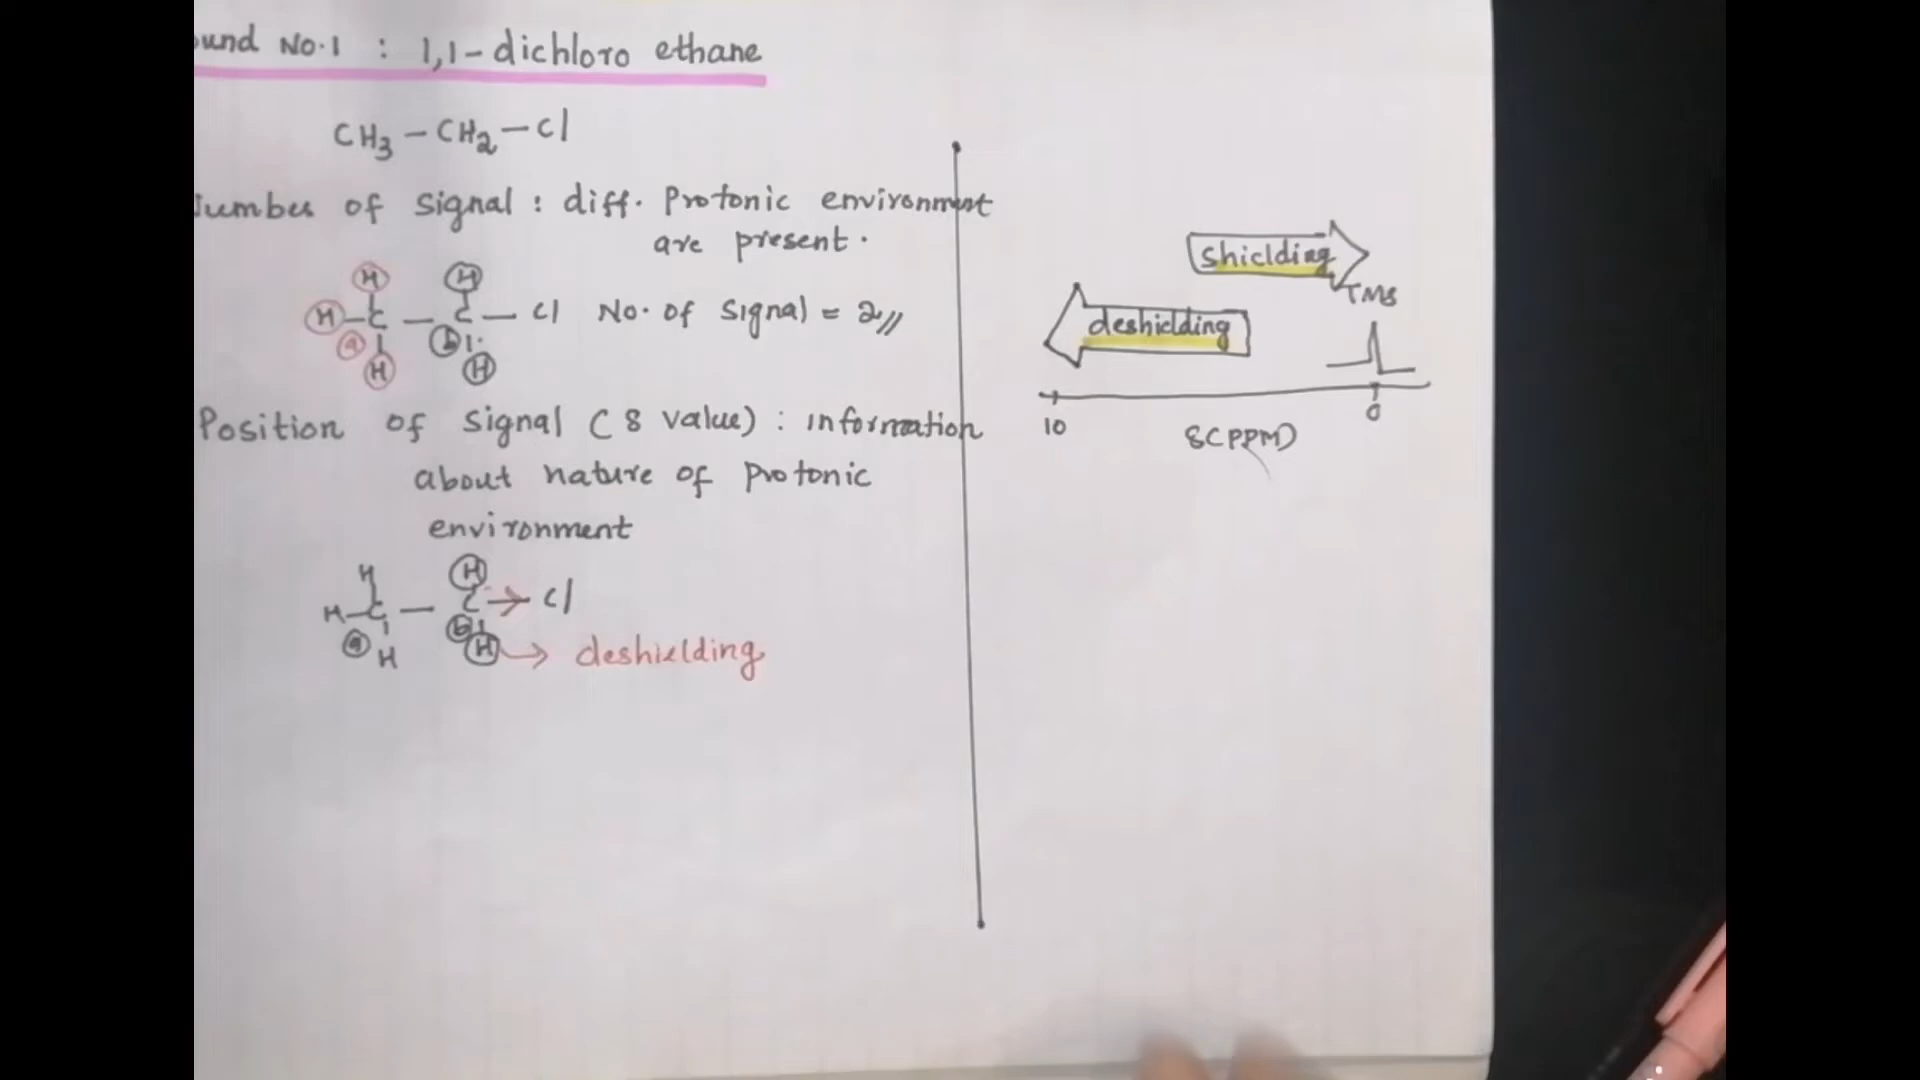 ound No.1 : 1,1-dichloro ethane
CH3 - CH2 - Cl
Number of signal : diff. Protonic environment
are present.
H H
H - C - C - Cl No. of Signal = 2
a b
H H
Position of signal ( δ value) : information
about nature of protonic
environment
H H
H - C - C → Cl
a b
H H → deshielding
shielding
TMS
deshielding
10 0
δ(PPM)